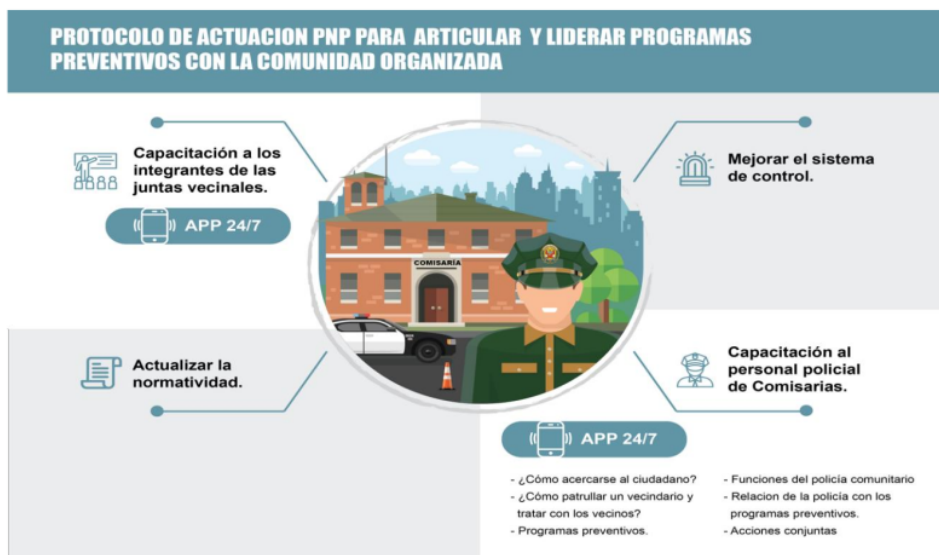 PROTOCOLO DE ACTUACION PNP PARA ARTICULAR Y LIDERAR PROGRAMAS
PREVENTIVOS CON LA COMUNIDAD ORGANIZADA
Capacitación a los
integrantes de las
juntas vecinales.
APP 24/7
Mejorar el sistema
de control.
COMISARÍA
Actualizar la
normatividad.
Capacitación al
personal policial
de Comisarias.
APP 24/7
- ¿Cómo acercarse al ciudadano?
- ¿Cómo patrullar un vecindario y
tratar con los vecinos?
- Programas preventivos.
- Funciones del policía comunitario
- Relacion de la policía con los
programas preventivos.
- Acciones conjuntas